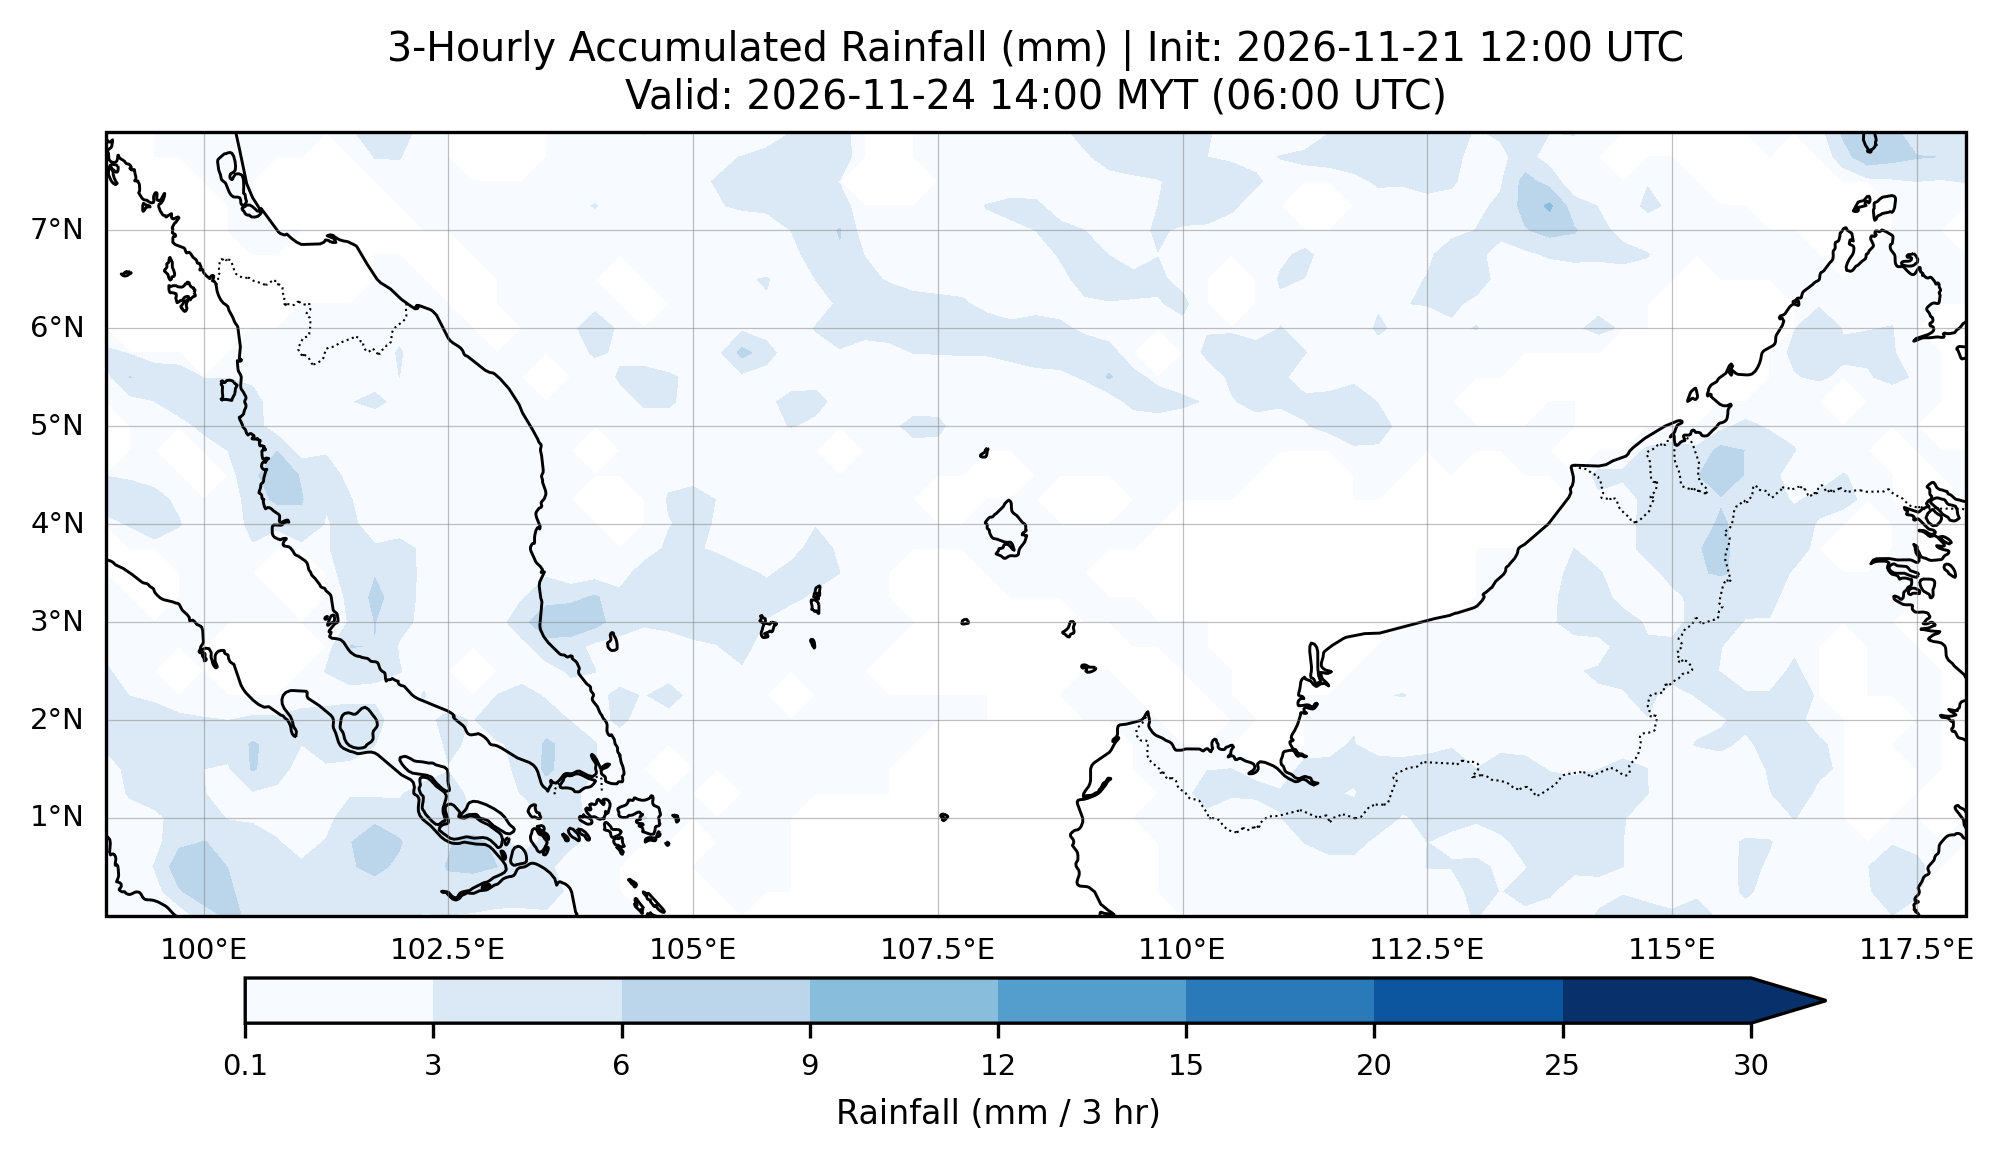 3-Hourly Accumulated Rainfall (mm) | Init: 2026-11-21 12:00 UTC
Valid: 2026-11-24 14:00 MYT (06:00 UTC)
7°N
6°N
5°N
4°N
3°N
2°N
1°N
100°E 102.5°E 105°E 107.5°E 110°E 112.5°E 115°E 117.5°E
0.1 3 6 9 12 15 20 25 30
Rainfall (mm / 3 hr)